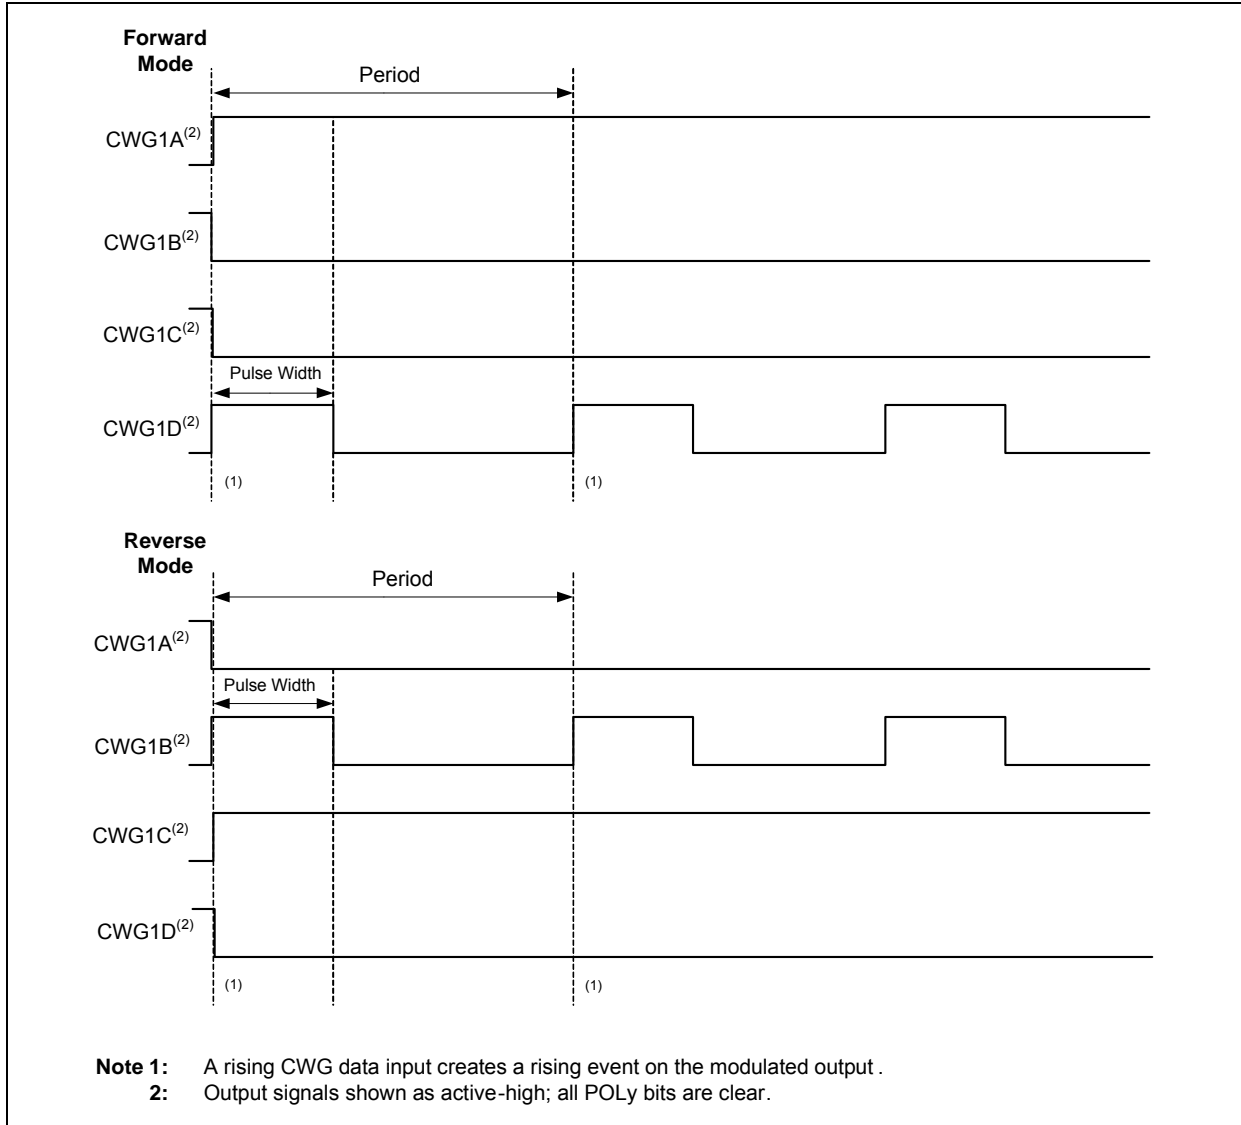 Forward
Mode
Period
CWG1A(2)
CWG1B(2)
CWG1C(2)
Pulse Width
CWG1D(2)
(1) (1)
Reverse
Mode
Period
CWG1A(2)
Pulse Width
CWG1B(2)
CWG1C(2)
CWG1D(2)
(1) (1)
Note 1: A rising CWG data input creates a rising event on the modulated output .
2: Output signals shown as active-high; all POLy bits are clear.